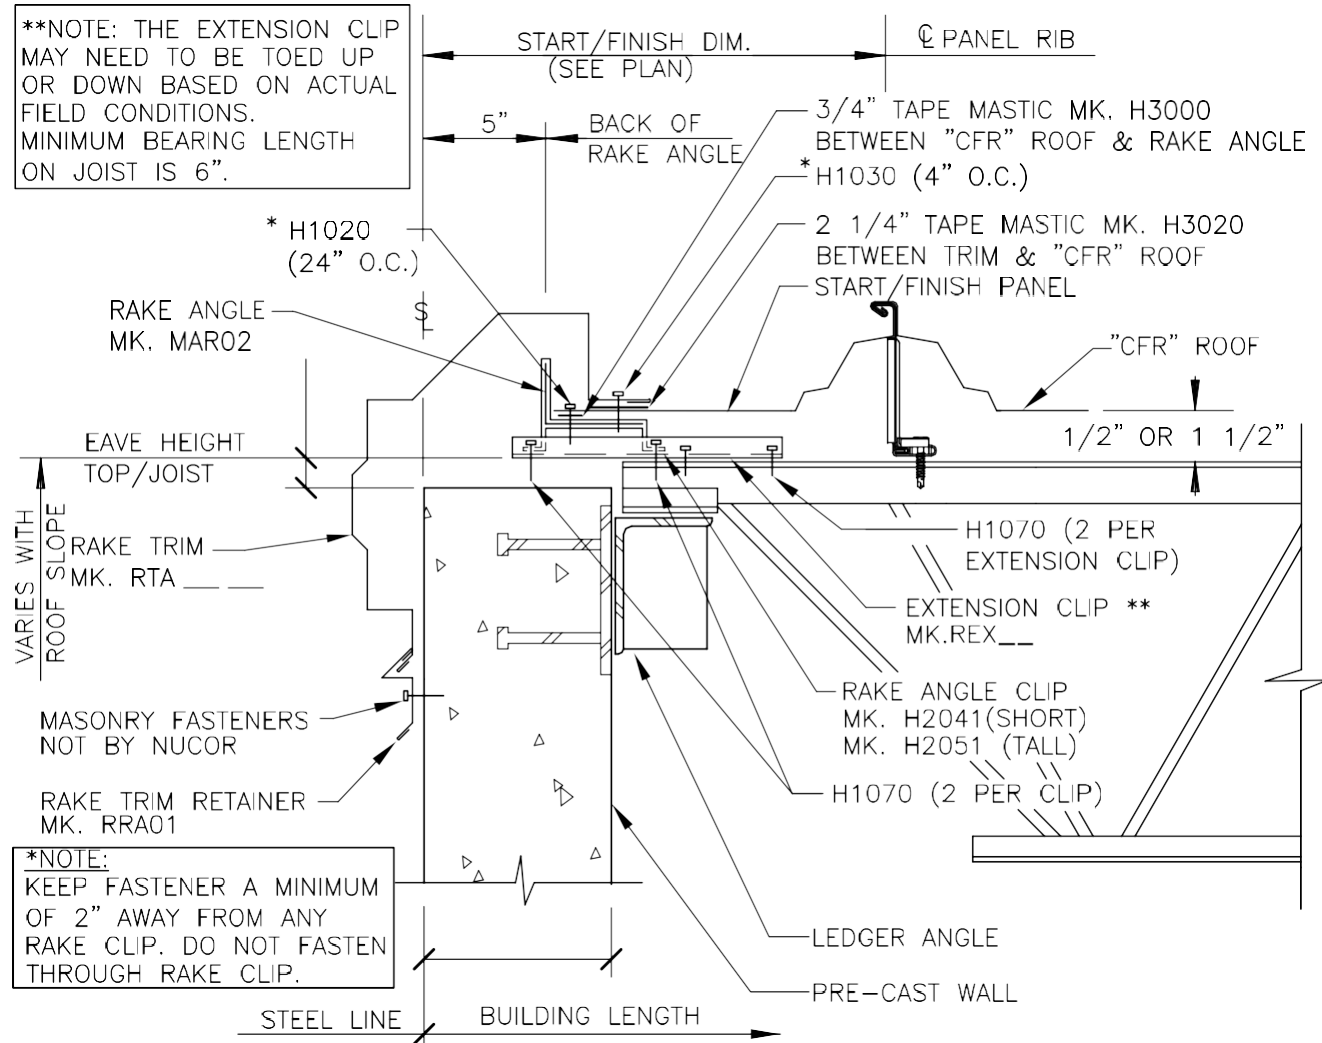 **NOTE: THE EXTENSION CLIP
MAY NEED TO BE TOED UP
OR DOWN BASED ON ACTUAL
FIELD CONDITIONS.
MINIMUM BEARING LENGTH
ON JOIST IS 6".
START/FINISH DIM.
(SEE PLAN)
℄ PANEL RIB
5"
BACK OF
RAKE ANGLE
3/4" TAPE MASTIC MK. H3000
BETWEEN "CFR" ROOF & RAKE ANGLE
* H1030 (4" O.C.)
2 1/4" TAPE MASTIC MK. H3020
BETWEEN TRIM & "CFR" ROOF
START/FINISH PANEL
* H1020
(24" O.C.)
RAKE ANGLE
MK. MAR02
SL
"CFR" ROOF
1/2" OR 1 1/2"
EAVE HEIGHT
TOP/JOIST
VARIES WITH
ROOF SLOPE
RAKE TRIM
MK. RTA __ __
H1070 (2 PER
EXTENSION CLIP)
EXTENSION CLIP **
MK.REX__
RAKE ANGLE CLIP
MK. H2041(SHORT)
MK. H2051 (TALL)
H1070 (2 PER CLIP)
MASONRY FASTENERS
NOT BY NUCOR
RAKE TRIM RETAINER
MK. RRA01
*NOTE:
KEEP FASTENER A MINIMUM
OF 2" AWAY FROM ANY
RAKE CLIP. DO NOT FASTEN
THROUGH RAKE CLIP.
LEDGER ANGLE
PRE-CAST WALL
STEEL LINE
BUILDING LENGTH